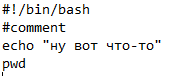 #!/bin/bash
#comment
echo "ну вот что-то"
pwd